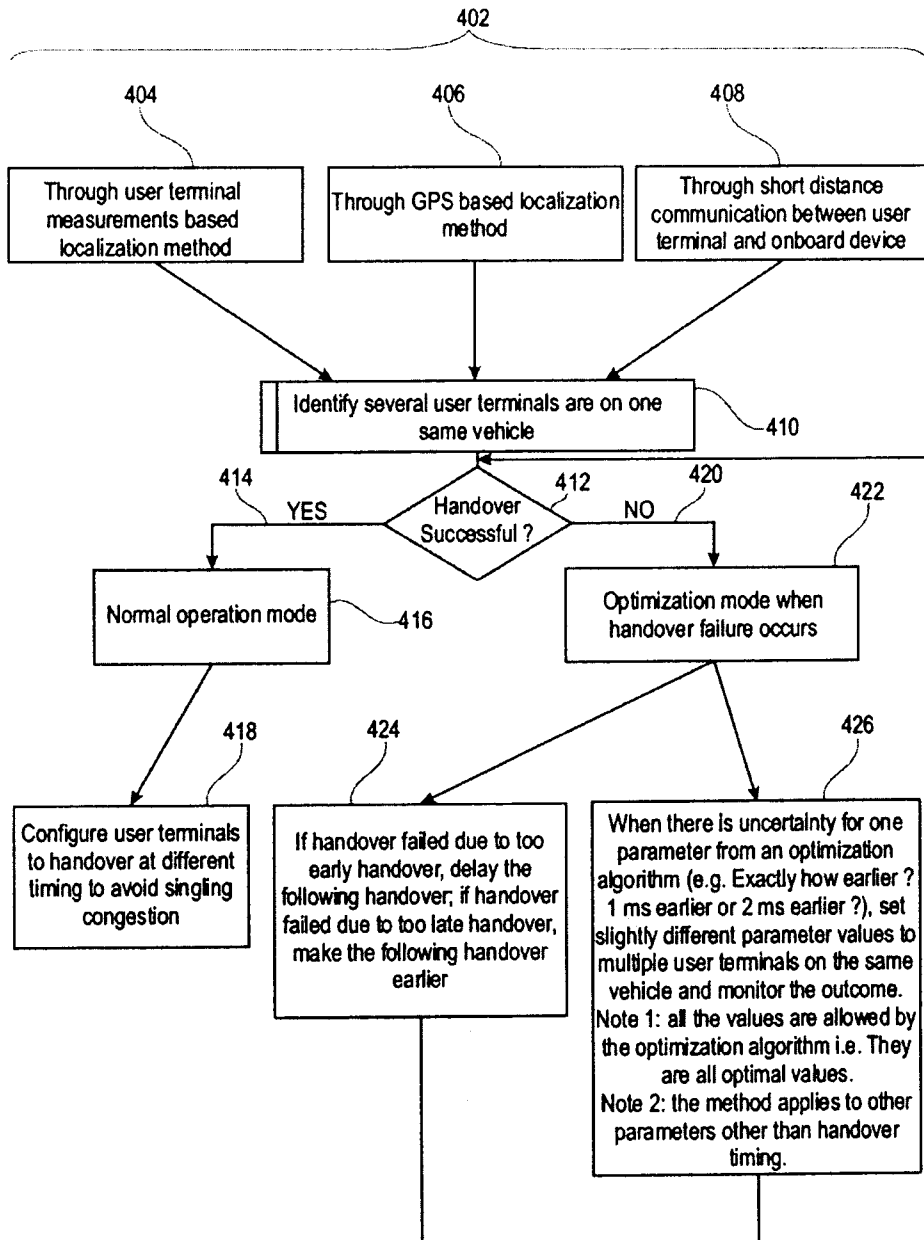 402
404
406
408
Through user terminal
measurements based
localization method
Through GPS based localization
method
Through short distance
communication between user
terminal and onboard device
Identify several user terminals are on one
same vehicle
410
414
412
420
422
YES
Handover
Successful ?
NO
Normal operation mode
416
Optimization mode when
handover failure occurs
418
424
426
Configure user terminals
to handover at different
timing to avoid singling
congestion
If handover failed due to too
early handover, delay the
following handover; if handover
failed due to too late handover,
make the following handover
earlier
When there is uncertainty for one
parameter from an optimization
algorithm (e.g. Exactly how earlier ?
1 ms earlier or 2 ms earlier ?), set
slightly different parameter values to
multiple user terminals on the same
vehicle and monitor the outcome.
Note 1: all the values are allowed by
the optimization algorithm i.e. They
are all optimal values.
Note 2: the method applies to other
parameters other than handover
timing.